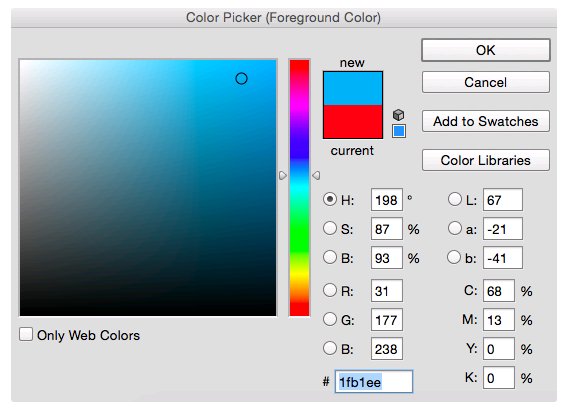 Color Picker (Foreground Color)
new
current
OK
Cancel
Add to Swatches
Color Libraries
H: 198 °
S: 87 %
B: 93 %
R: 31
G: 177
B: 238
# 1fb1ee
L: 67
a: -21
b: -41
C: 68 %
M: 13 %
Y: 0 %
K: 0 %
Only Web Colors